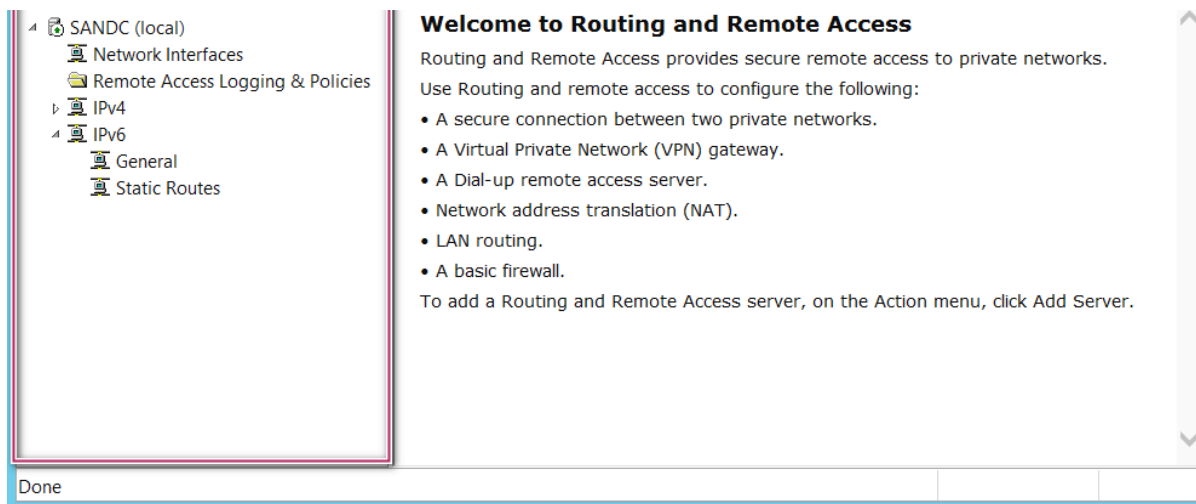 SANDC (local)
Network Interfaces
Remote Access Logging & Policies
IPv4
IPv6
General
Static Routes
Welcome to Routing and Remote Access
Routing and Remote Access provides secure remote access to private networks.
Use Routing and remote access to configure the following:
• A secure connection between two private networks.
• A Virtual Private Network (VPN) gateway.
• A Dial-up remote access server.
• Network address translation (NAT).
• LAN routing.
• A basic firewall.
To add a Routing and Remote Access server, on the Action menu, click Add Server.
Done